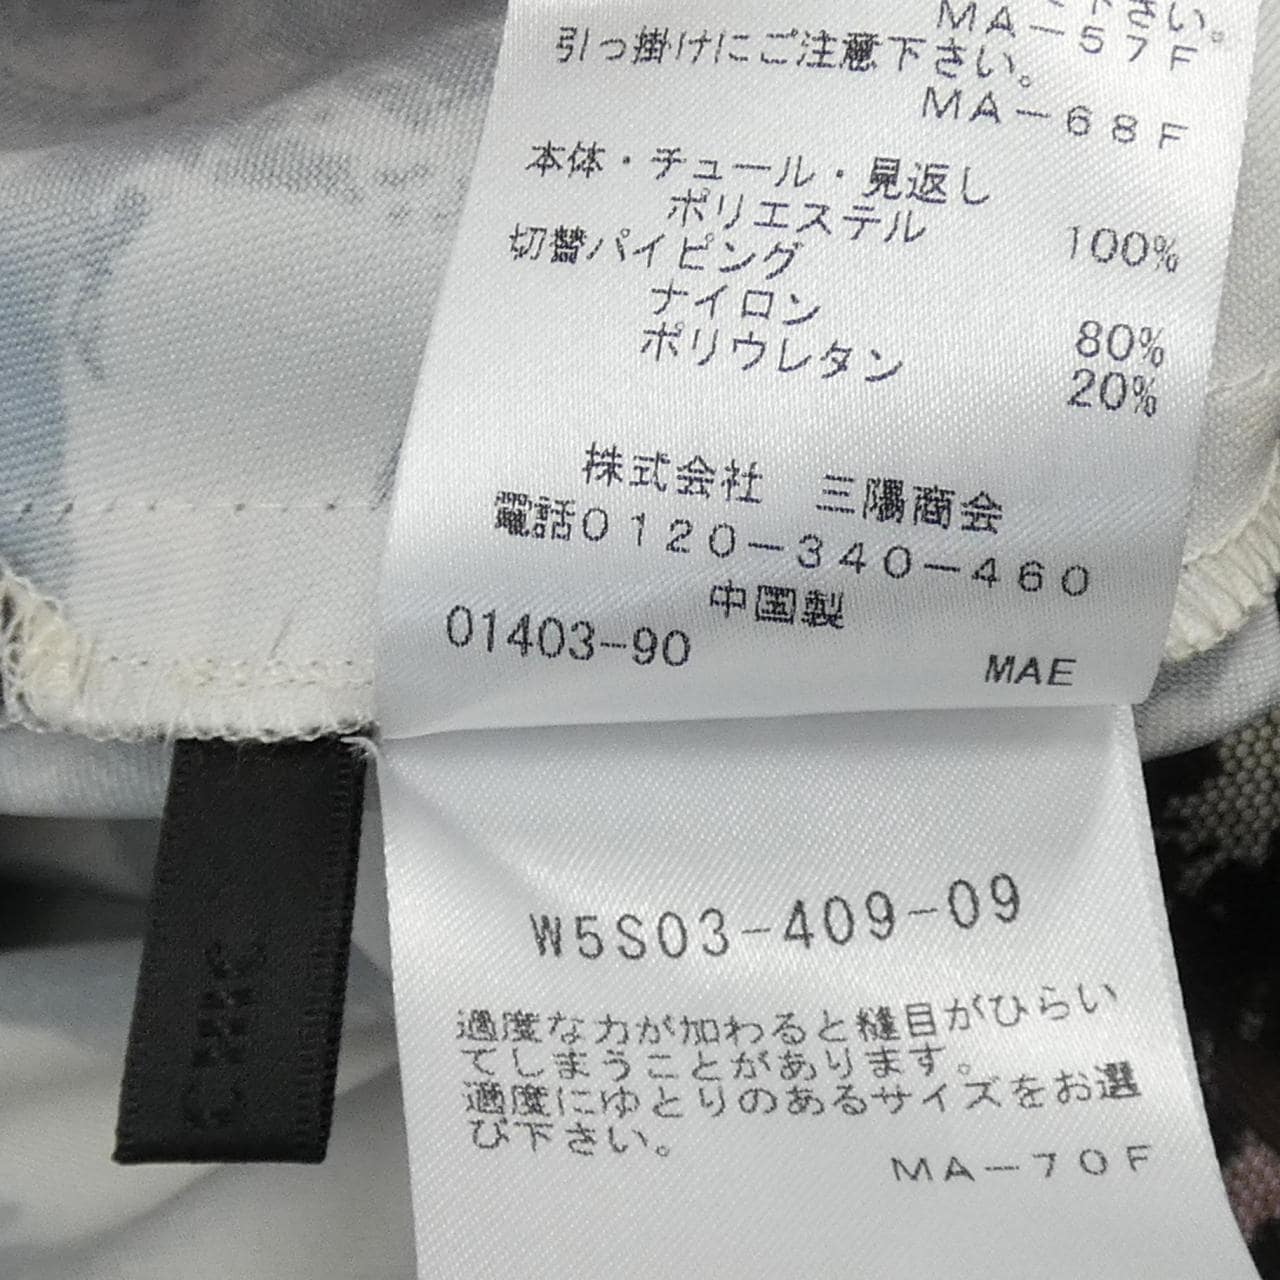 下さい。
MA－57F
引っ掛けにご注意下さい。
MA－68F
本体・チュール・見返し
ポリエステル 100%
切替パイピング
ナイロン 80%
ポリウレタン 20%
株式会社 三陽商会
電話0120－340－460
中国製
01403-90 MAE
W5S03-409-09
過度な力が加わると縫目がひらい
てしまうことがあります。
適度にゆとりのあるサイズをお選
び下さい。
MA－70F